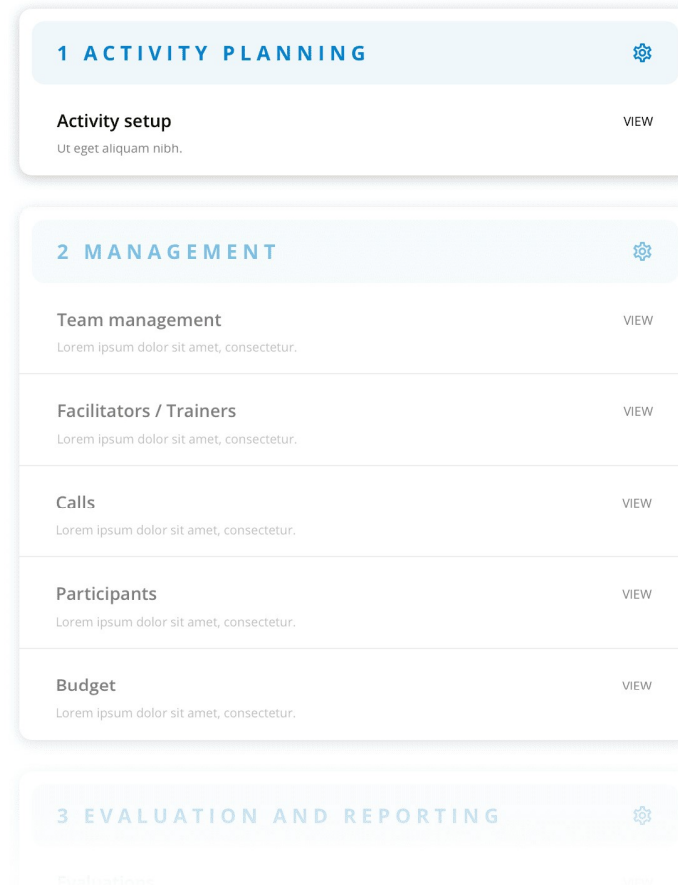 1 ACTIVITY PLANNING
Activity setup
VIEW
Ut eget aliquam nibh.
2 MANAGEMENT
Team management
VIEW
Lorem ipsum dolor sit amet, consectetur.
Facilitators / Trainers
VIEW
Lorem ipsum dolor sit amet, consectetur.
Calls
VIEW
Lorem ipsum dolor sit amet, consectetur.
Participants
VIEW
Lorem ipsum dolor sit amet, consectetur.
Budget
VIEW
Lorem ipsum dolor sit amet, consectetur.
3 EVALUATION AND REPORTING